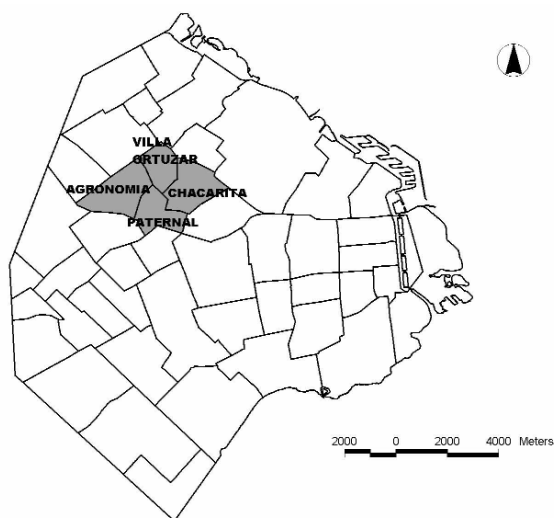 VILLA
ORTUZAR
AGRONOMIA
CHACARITA
PATERNAL
2000 0 2000 4000 Meters